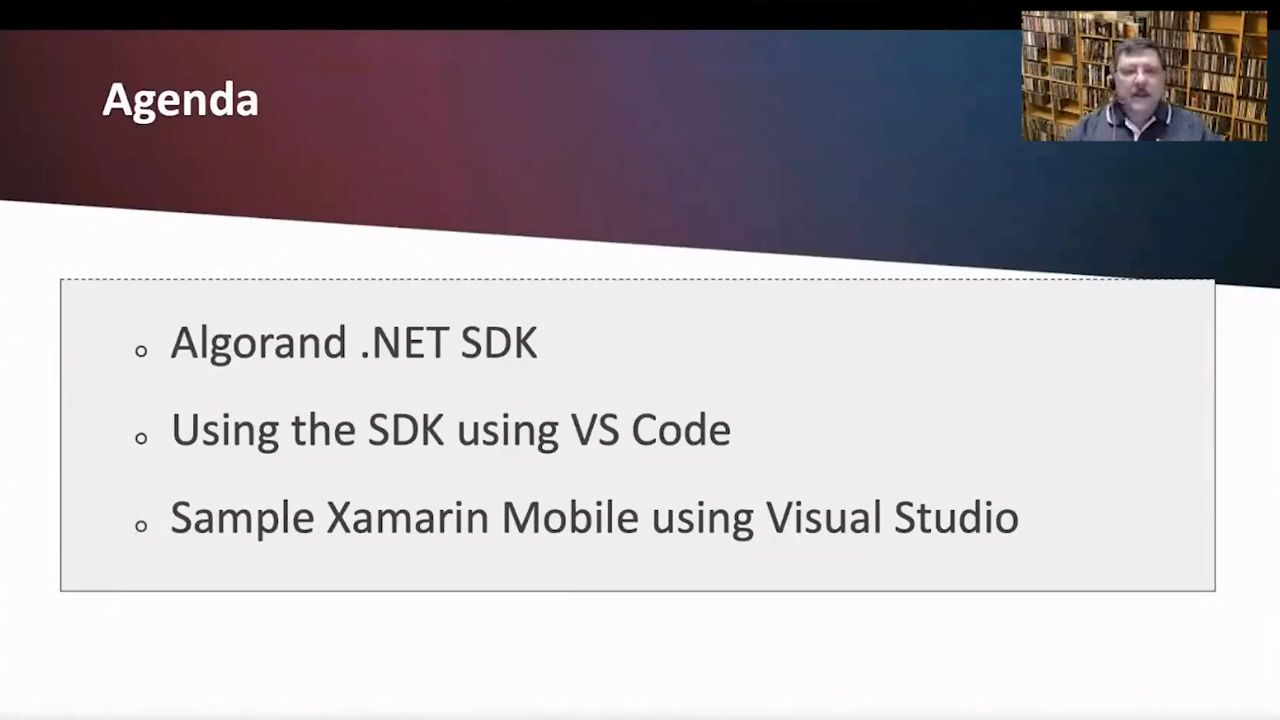 Agenda
Algorand .NET SDK
Using the SDK using VS Code
Sample Xamarin Mobile using Visual Studio